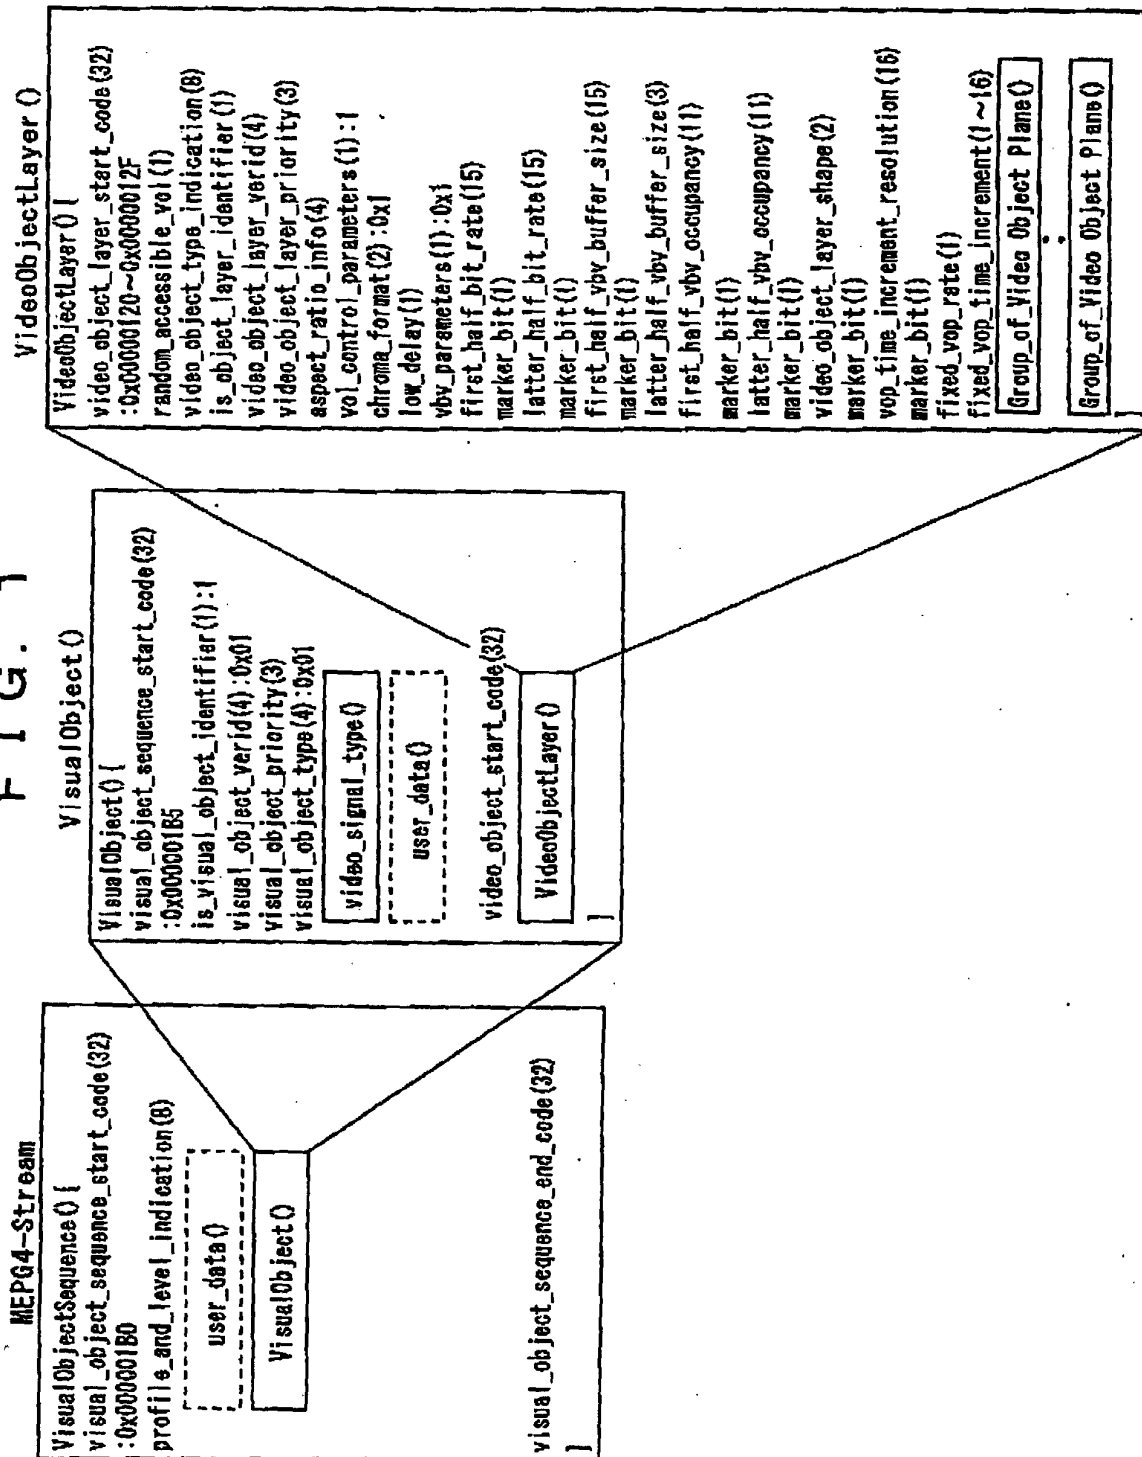 FIG. 1
MEPG4-Stream
VisualObjectSequence() {
visual_object_sequence_start_code(32)
:0x000001B0
profile_and_level_indication(8)
user_data()
VisualObject()
visual_object_sequence_end_code(32)
}
VisualObject()
VisualObject() {
visual_object_sequence_start_code(32)
:0x000001B5
is_visual_object_identifier(1):1
visual_object_verid(4):0x01
visual_object_priority(3)
visual_object_type(4):0x01
video_signal_type()
user_data()
video_object_start_code(32)
VideoObjectLayer()
}
VideoObjectLayer()
VideoObjectLayer() {
video_object_layer_start_code(32)
:0x00000120~0x0000012F
random_accessible_vol(1)
video_object_type_indication(8)
is_object_layer_identifier(1)
video_object_layer_verid(4)
video_object_layer_priority(3)
aspect_ratio_info(4)
vol_control_parameters(1):1
chroma_format(2):0x1
low_delay(1)
vbv_parameters(1):0x1
first_half_bit_rate(15)
marker_bit(1)
latter_half_bit_rate(15)
marker_bit(1)
first_half_vbv_buffer_size(15)
marker_bit(1)
latter_half_vbv_buffer_size(3)
first_half_vbv_occupancy(11)
marker_bit(1)
latter_half_vbv_occupancy(11)
marker_bit(1)
video_object_layer_shape(2)
marker_bit(1)
vop_time_increment_resolution(16)
marker_bit(1)
fixed_vop_rate(1)
fixed_vop_time_increment(1~16)
Group_of_Video Object Plane()
:
Group_of_Video Object Plane()
}